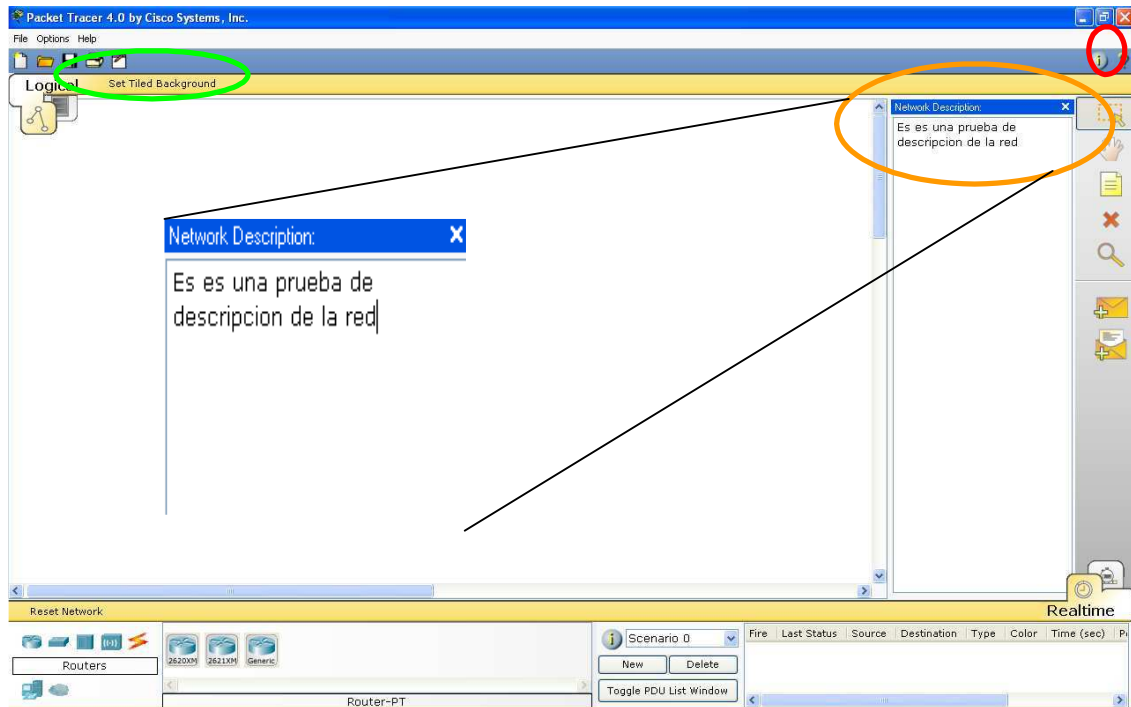 Packet Tracer 4.0 by Cisco Systems, Inc.
File Options Help
Logical Set Tiled Background
Network Description:
Es es una prueba de
descripcion de la red
Network Description:
Es es una prueba de
descripcion de la red
Reset Network
Realtime
Routers
2620XM 2621XM Generic
Router-PT
Scenario 0
New Delete
Toggle PDU List Window
Fire Last Status Source Destination Type Color Time (sec)